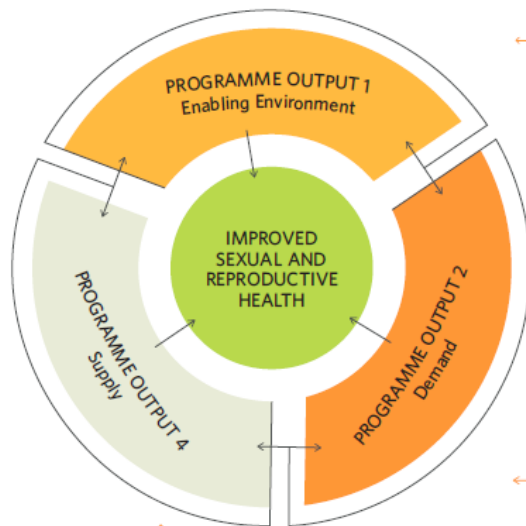 PROGRAMME OUTPUT 1
Enabling Environment
IMPROVED
SEXUAL AND
REPRODUCTIVE
HEALTH
PROGRAMME OUTPUT 2
Demand
PROGRAMME OUTPUT 4
Supply